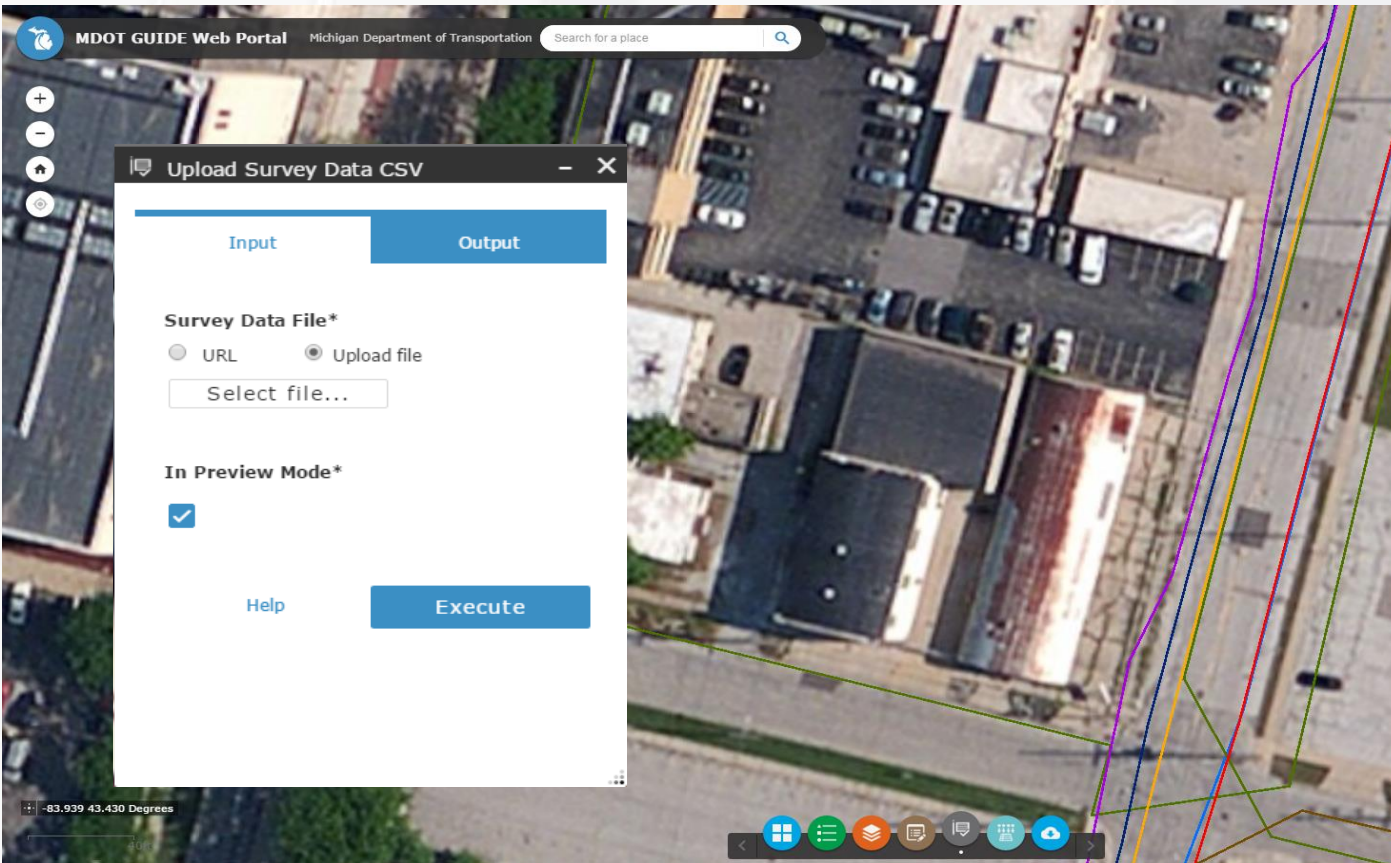 MDOT GUIDE Web Portal Michigan Department of Transportation Search for a place
Upload Survey Data CSV
Input Output
Survey Data File*
URL Upload file
Select file...
In Preview Mode*
Help Execute
-83.939 43.430 Degrees